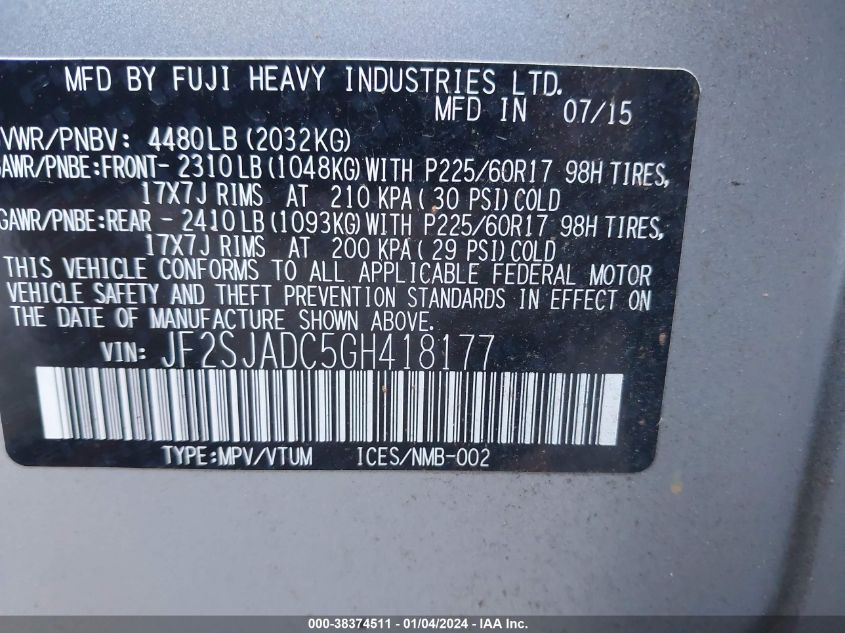 MFD BY FUJI HEAVY INDUSTRIES LTD.
MFD IN 07/15
VWR/PNBV: 4480LB (2032KG)
GAWR/PNBE:FRONT- 2310LB (1048KG) WITH P225/60R17 98H TIRES,
17X7J RIMS AT 210 KPA( 30 PSI) COLD
GAWR/PNBE:REAR - 2410LB (1093KG) WITH P225/60R17 98H TIRES,
17X7J RIMS AT 200 KPA( 29 PSI) COLD
THIS VEHICLE CONFORMS TO ALL APPLICABLE FEDERAL MOTOR
VEHICLE SAFETY AND THEFT PREVENTION STANDARDS IN EFFECT ON
THE DATE OF MANUFACTURE SHOWN ABOVE.
VIN: JF2SJADC5GH418177
TYPE:MPV/VTUM ICES/NMB-002
000-38374511 - 01/04/2024 - IAA Inc.